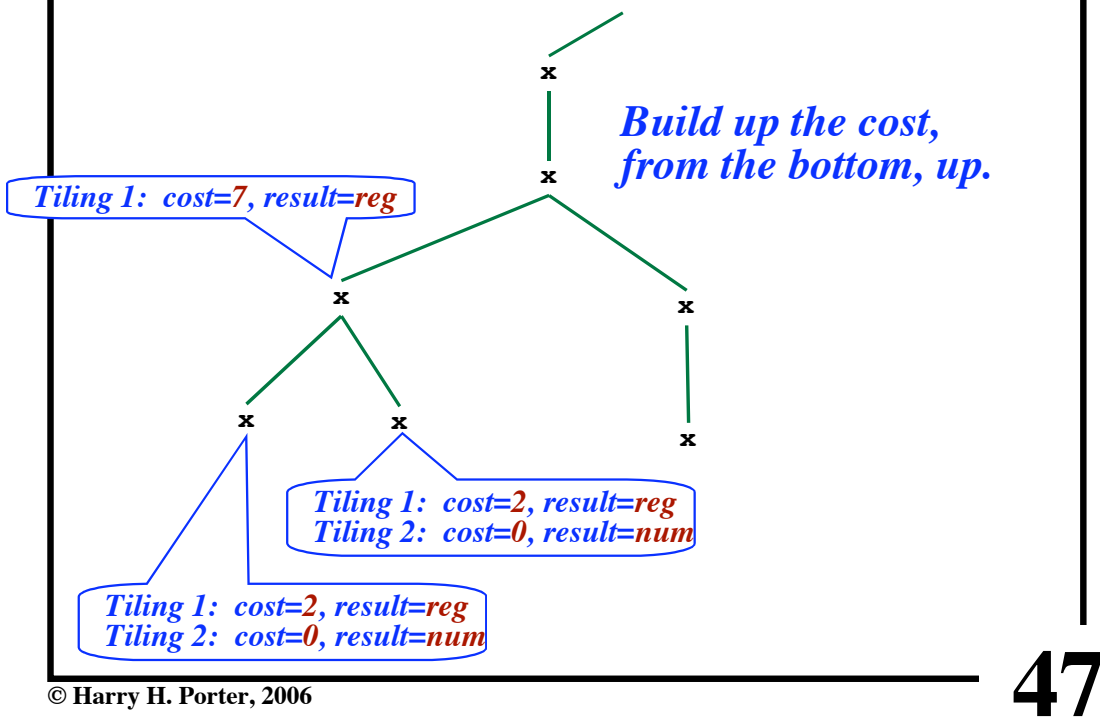 x
Build up the cost,
from the bottom, up.
x
Tiling 1: cost=7, result=reg
x
x
x
x
x
Tiling 1: cost=2, result=reg
Tiling 2: cost=0, result=num
Tiling 1: cost=2, result=reg
Tiling 2: cost=0, result=num
© Harry H. Porter, 2006
47